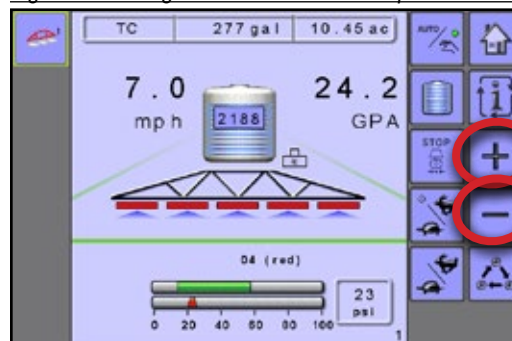 TC 277 gal 10.45 ac AUTO
7.0 24.2
mph 2188 GPA
STOP
04 (red)
23
psi
0 20 40 60 80 100
1